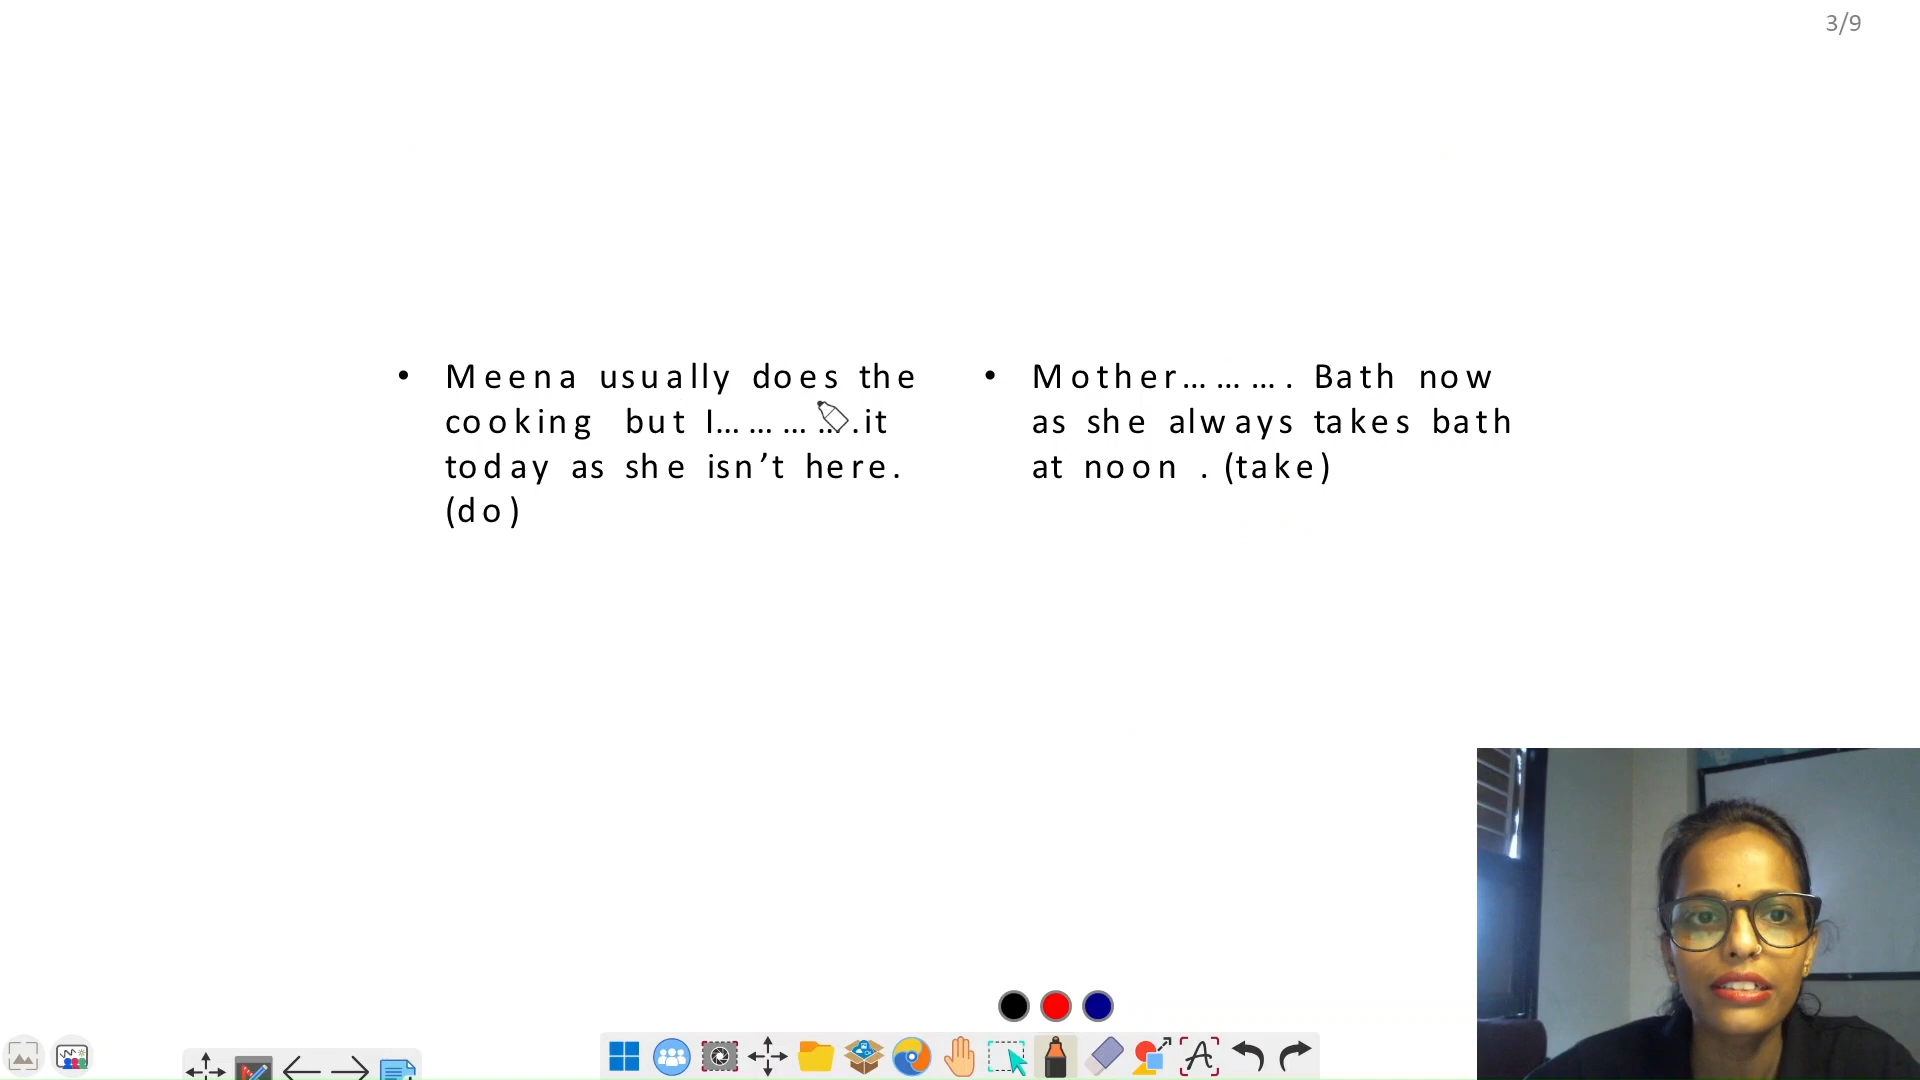 3/9
• Meena usually does the
cooking but I… … … ….it
today as she isn’t here.
(do)
• Mother… … …. Bath now
as she always takes bath
at noon . (take)